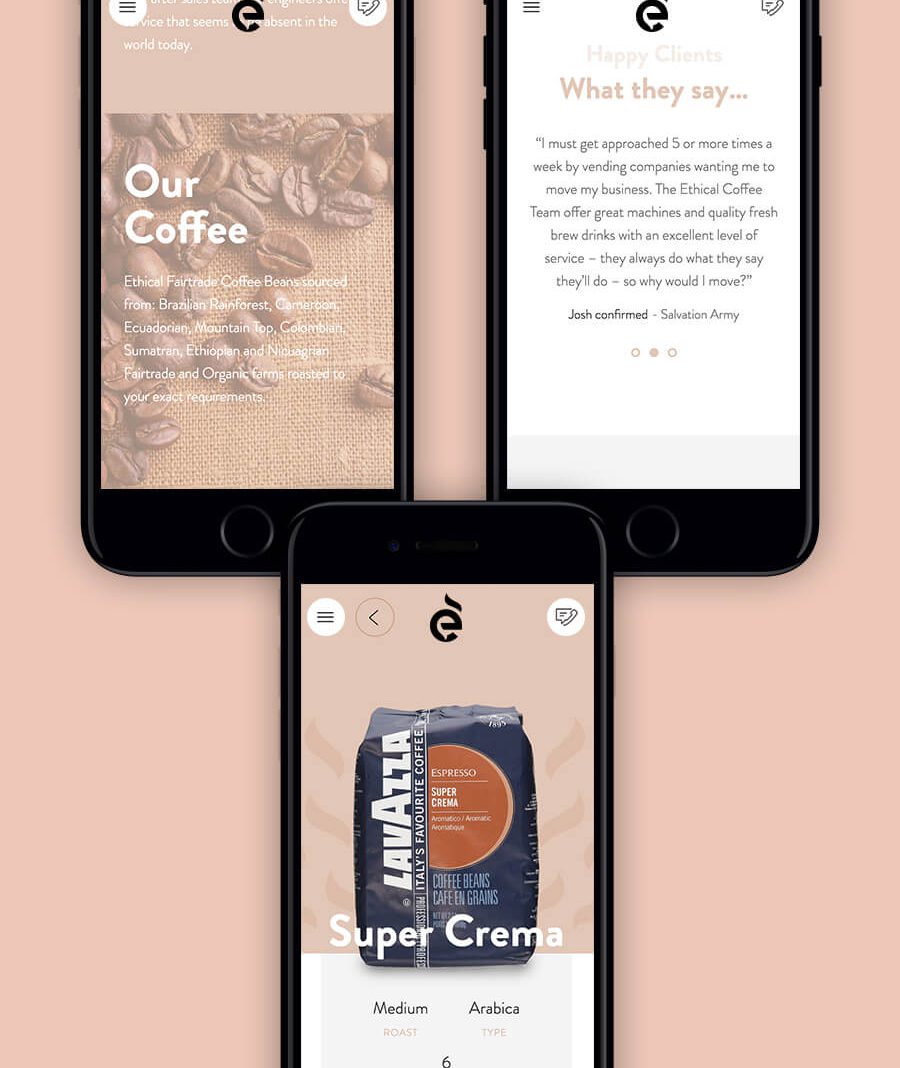 after sales team
engineers
service that seems absent in the
world today.
Our
Coffee
Ethical Fairtrade Coffee Beans sourced
from: Brazilian Rainforest, Cameroon,
Ecuadorian, Mountain Top, Colombian,
Sumatran, Ethiopian and Nicuagrian
Fairtrade and Organic farms roasted to
your exact requirements.
Happy Clients
What they say...
“I must get approached 5 or more times a
week by vending companies wanting me to
move my business. The Ethical Coffee
Team offer great machines and quality fresh
brew drinks with an excellent level of
service – they always do what they say
they’ll do – so why would I move?”
Josh confirmed - Salvation Army
1895
LAVAZZA
ITALY'S FAVOURITE COFFEE
ESPRESSO
SUPER
CREMA
Aromatico / Aromatic
Aromatique
COFFEE BEANS
CAFE EN GRAINS
Super Crema
Medium
ROAST
Arabica
TYPE
6